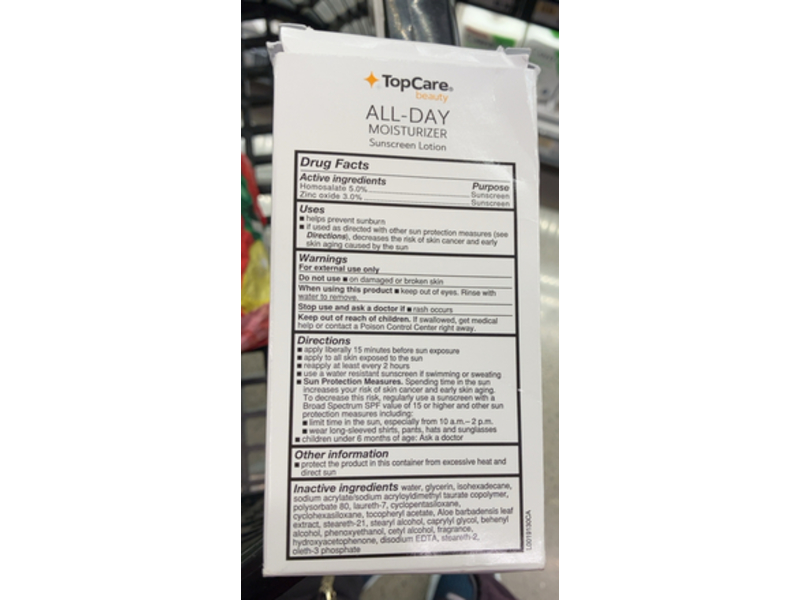 TopCare®
beauty
ALL-DAY
MOISTURIZER
Sunscreen Lotion
Drug Facts
Active ingredients Purpose
Homosalate 5.0% Sunscreen
Zinc oxide 3.0% Sunscreen
Uses
■ helps prevent sunburn
■ if used as directed with other sun protection measures (see
Directions), decreases the risk of skin cancer and early
skin aging caused by the sun
Warnings
For external use only
Do not use ■ on damaged or broken skin
When using this product ■ keep out of eyes. Rinse with
water to remove.
Stop use and ask a doctor if ■ rash occurs
Keep out of reach of children. If swallowed, get medical
help or contact a Poison Control Center right away.
Directions
■ apply liberally 15 minutes before sun exposure
■ apply to all skin exposed to the sun
■ reapply at least every 2 hours
■ use a water resistant sunscreen if swimming or sweating
■ Sun Protection Measures. Spending time in the sun
increases your risk of skin cancer and early skin aging.
To decrease this risk, regularly use a sunscreen with a
Broad Spectrum SPF value of 15 or higher and other sun
protection measures including:
■ limit time in the sun, especially from 10 a.m.– 2 p.m.
■ wear long-sleeved shirts, pants, hats and sunglasses
■ children under 6 months of age: Ask a doctor
Other information
■ protect the product in this container from excessive heat and
direct sun
Inactive ingredients water, glycerin, isohexadecane,
sodium acrylate/sodium acryloyldimethyl taurate copolymer,
polysorbate 80, laureth-7, cyclopentasiloxane,
cyclohexasiloxane, tocopheryl acetate, Aloe barbadensis leaf
extract, steareth-21, stearyl alcohol, caprylyl glycol, behenyl
alcohol, phenoxyethanol, cetyl alcohol, fragrance,
hydroxyacetophenone, disodium EDTA, steareth-2,
oleth-3 phosphate
L0019130CA